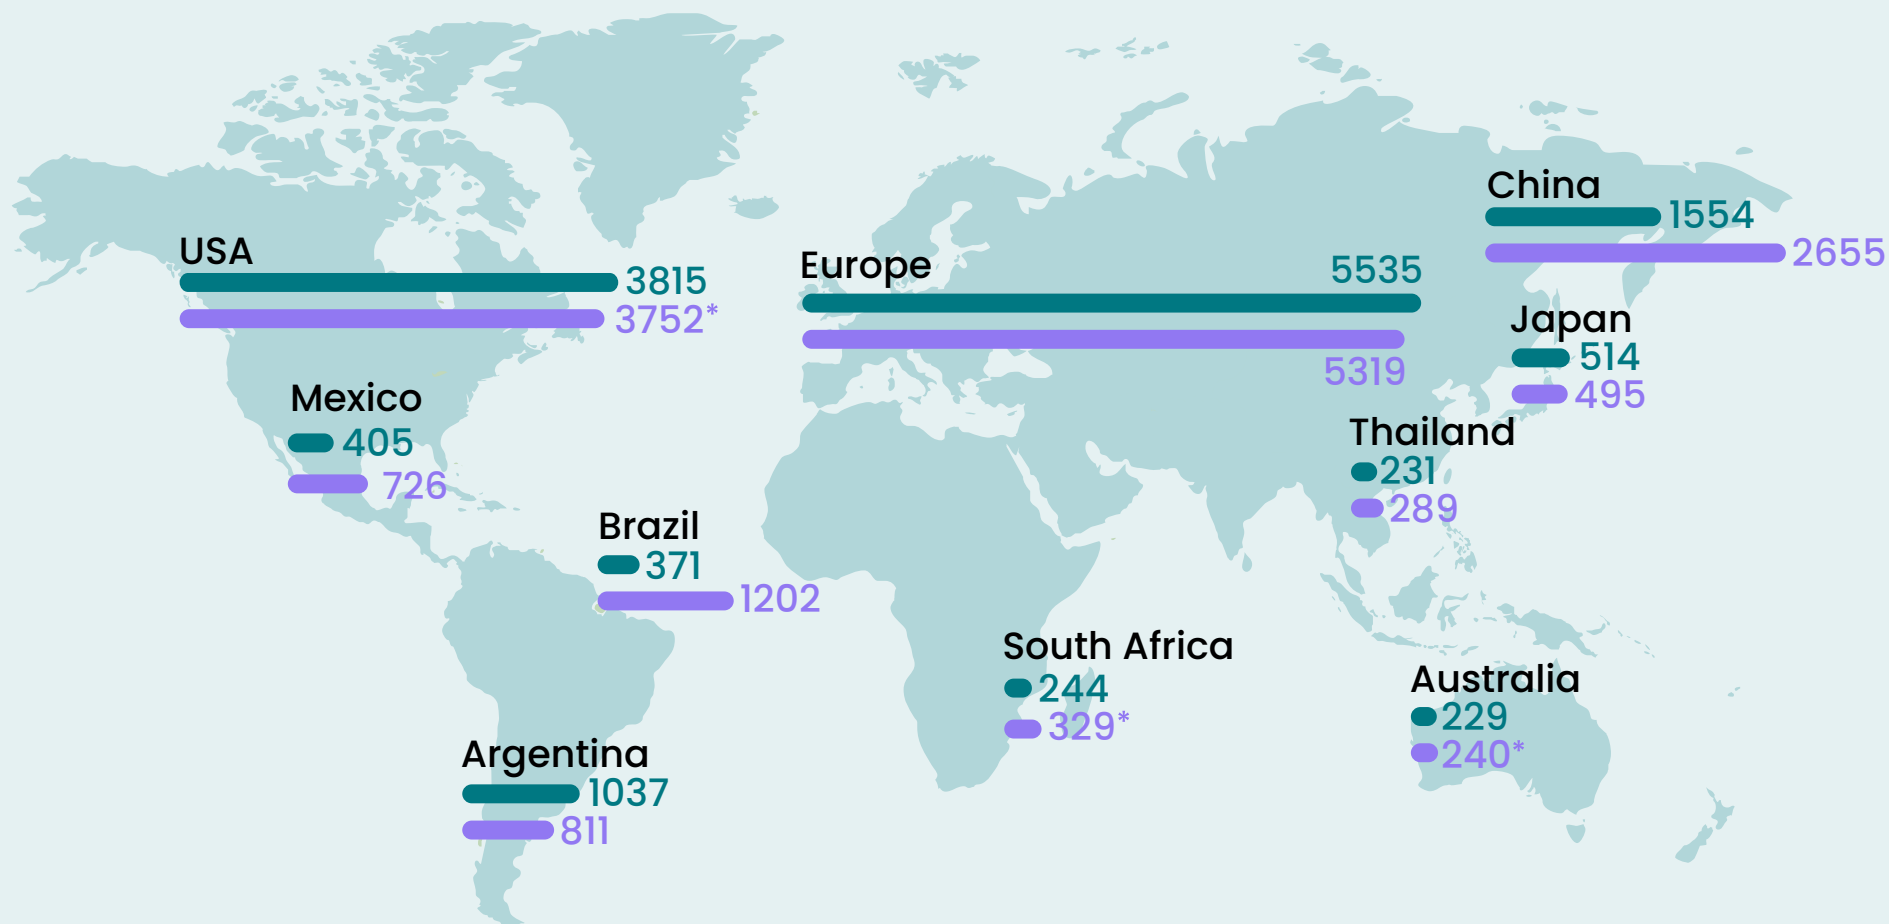 China
1554
2655
USA
3815
3752*
Europe
5535
5319
Japan
514
495
Mexico
405
726
Thailand
231
289
Brazil
371
1202
South Africa
244
329*
Australia
229
240*
Argentina
1037
811